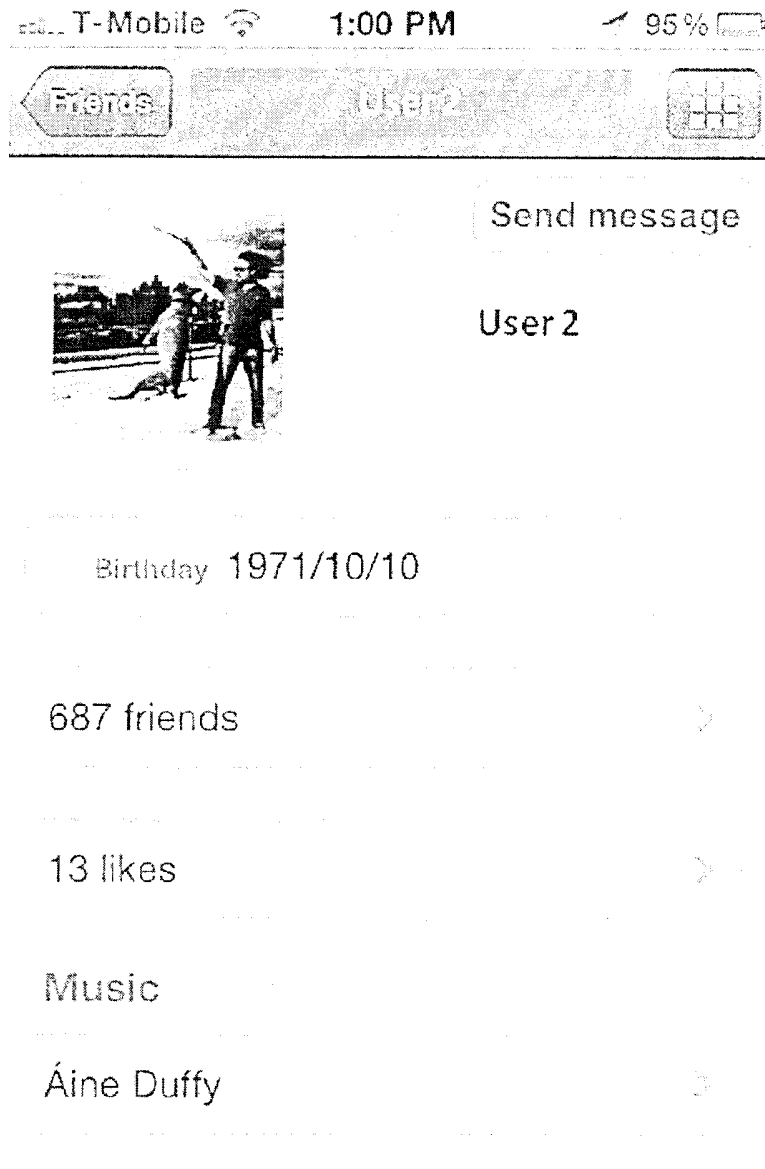 T-Mobile 1:00 PM 95%
Friends User 2
Send message
User 2
Birthday 1971/10/10
687 friends
13 likes
Music
Áine Duffy